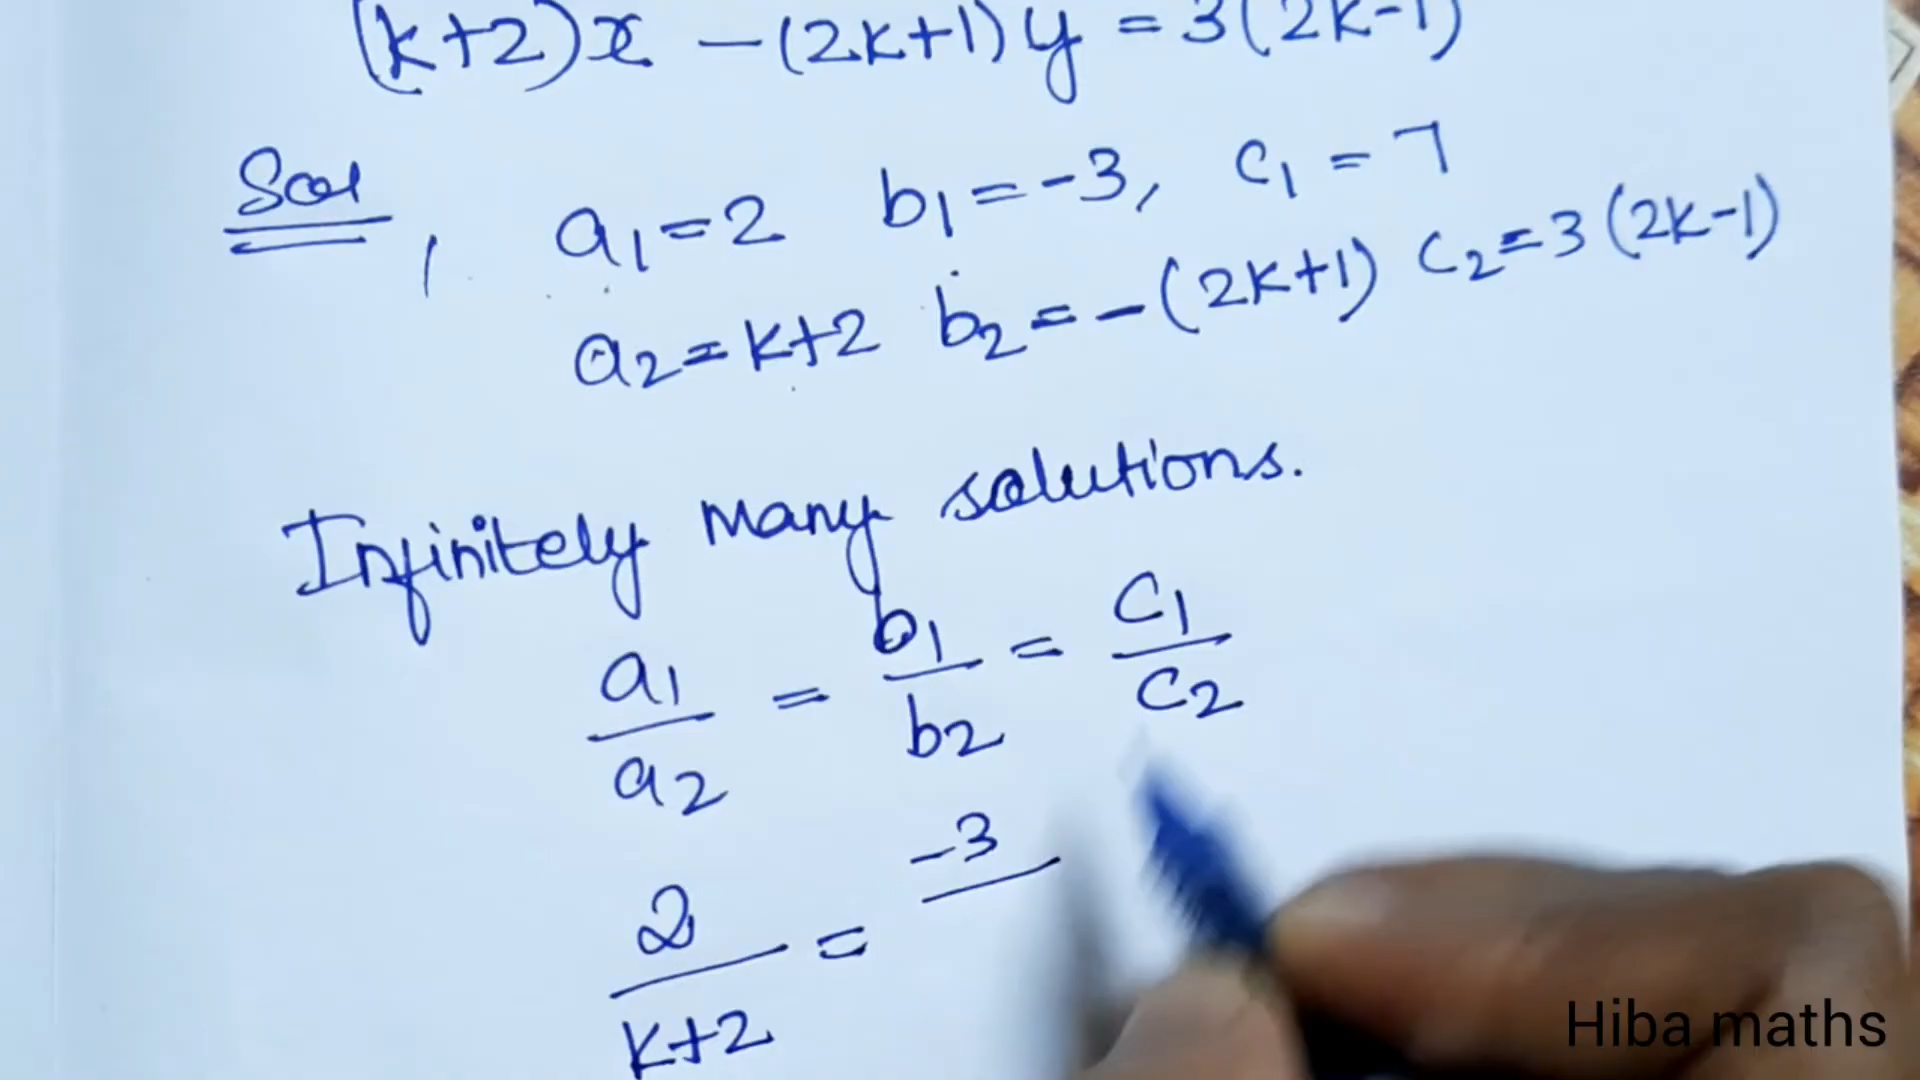 (k+2)x -(2k+1)y = 3(2k-1)
Sol, a1=2 b1=-3, c1=7
a2=k+2 b2=-(2k+1) c2=3(2k-1)
Infinitely many solutions.
a1/a2 = b1/b2 = c1/c2
2/k+2 = -3/
Hiba maths